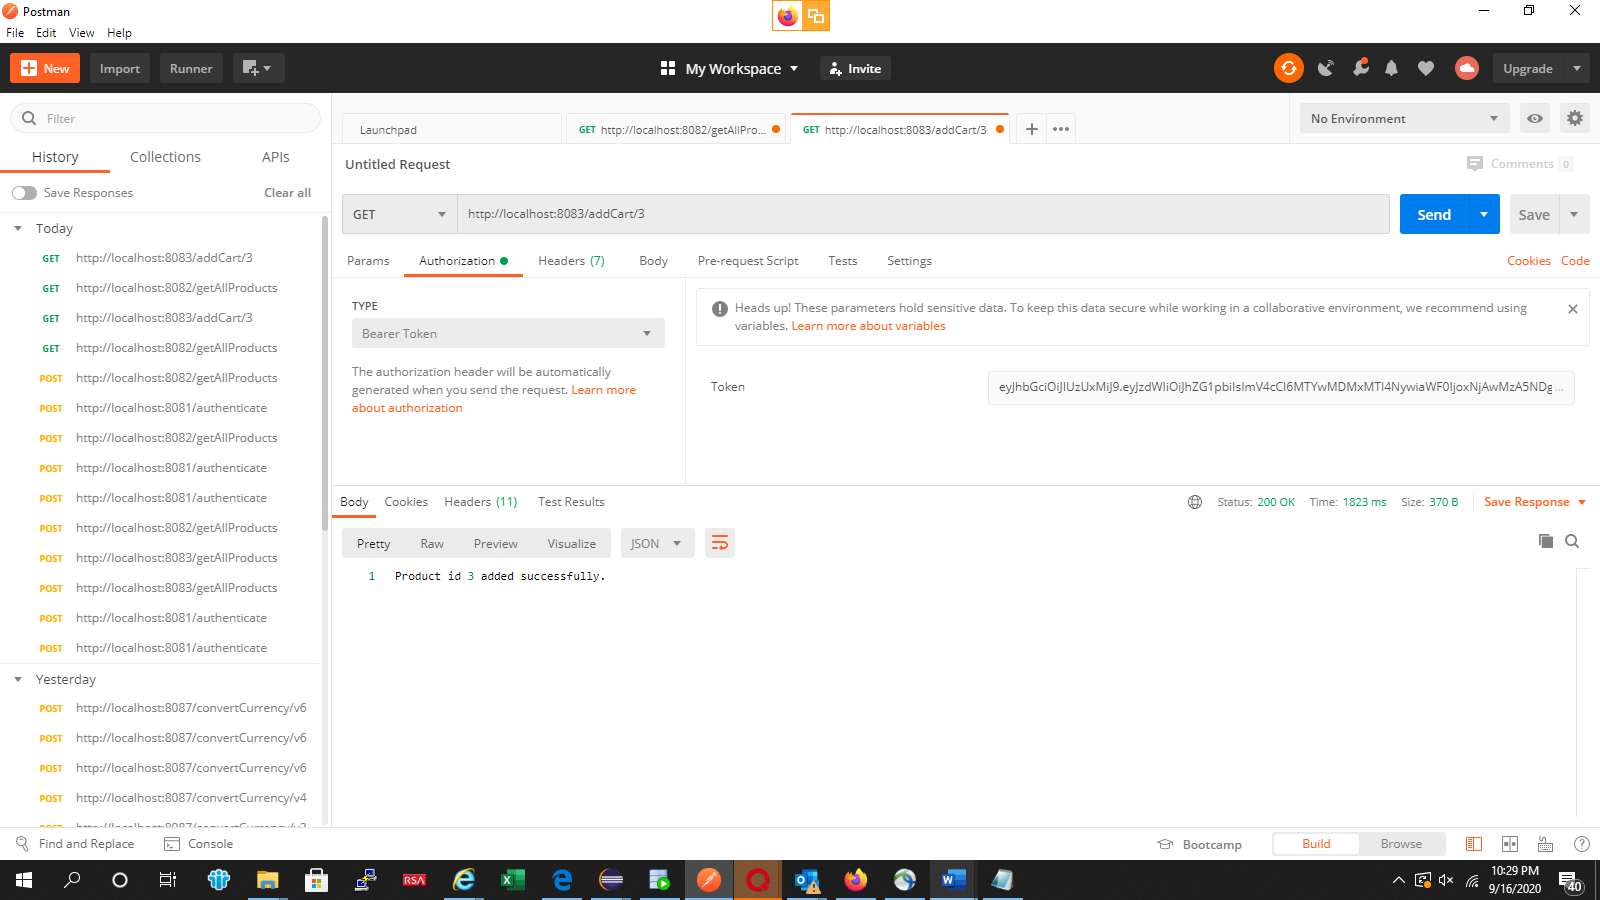 Postman
File Edit View Help
New Import Runner My Workspace Invite Upgrade
Filter
History Collections APIs
Save Responses Clear all
Today
GET http://localhost:8083/addCart/3
GET http://localhost:8082/getAllProducts
GET http://localhost:8083/addCart/3
GET http://localhost:8082/getAllProducts
POST http://localhost:8082/getAllProducts
POST http://localhost:8081/authenticate
POST http://localhost:8082/getAllProducts
POST http://localhost:8081/authenticate
POST http://localhost:8081/authenticate
POST http://localhost:8082/getAllProducts
POST http://localhost:8083/getAllProducts
POST http://localhost:8083/getAllProducts
POST http://localhost:8081/authenticate
POST http://localhost:8081/authenticate
Yesterday
POST http://localhost:8087/convertCurrency/v6
POST http://localhost:8087/convertCurrency/v6
POST http://localhost:8087/convertCurrency/v6
POST http://localhost:8087/convertCurrency/v4
Launchpad GET http://localhost:8082/getAllPro... GET http://localhost:8083/addCart/3 No Environment
Untitled Request Comments 0
GET http://localhost:8083/addCart/3 Send Save
Params Authorization Headers (7) Body Pre-request Script Tests Settings Cookies Code
TYPE
Bearer Token
The authorization header will be automatically
generated when you send the request. Learn more
about authorization
Heads up! These parameters hold sensitive data. To keep this data secure while working in a collaborative environment, we recommend using
variables. Learn more about variables
Token
Body Cookies Headers (11) Test Results Status: 200 OK Time: 1823 ms Size: 370 B Save Response
Pretty Raw Preview Visualize JSON
1 Product id 3 added successfully.
Find and Replace Console Bootcamp Build Browse
RSA
10:29 PM
9/16/2020
40